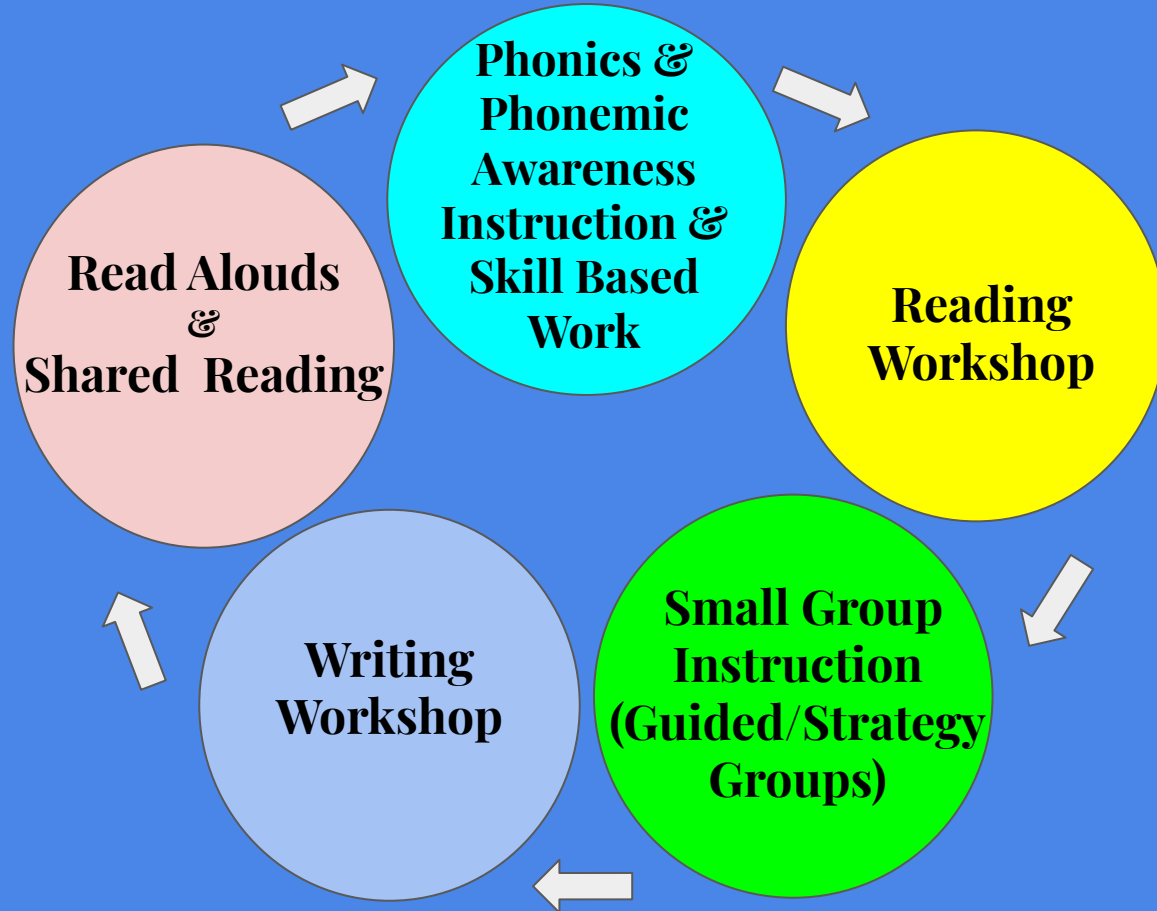 Phonics &
Phonemic
Awareness
Instruction &
Skill Based
Work
Reading
Workshop
Small Group
Instruction
(Guided/Strategy
Groups)
Writing
Workshop
Read Alouds
&
Shared Reading